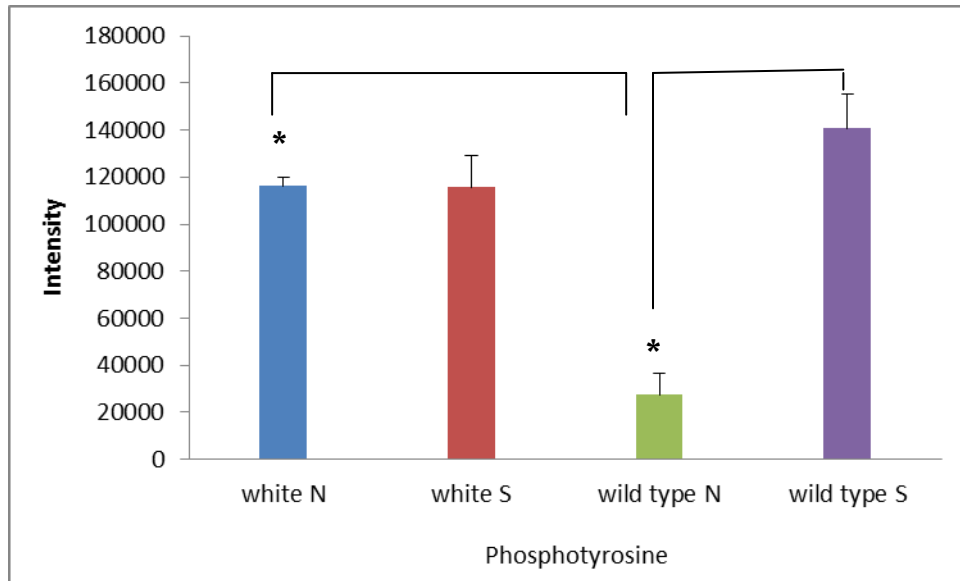 180000
160000
140000
120000
100000
80000
60000
40000
20000
0
Intensity
*
*
white N
white S
wild type N
wild type S
Phosphotyrosine